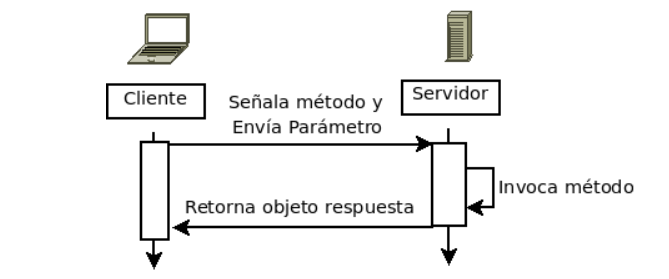 Cliente
Servidor
Señala método y
Envía Parámetro
Invoca método
Retorna objeto respuesta